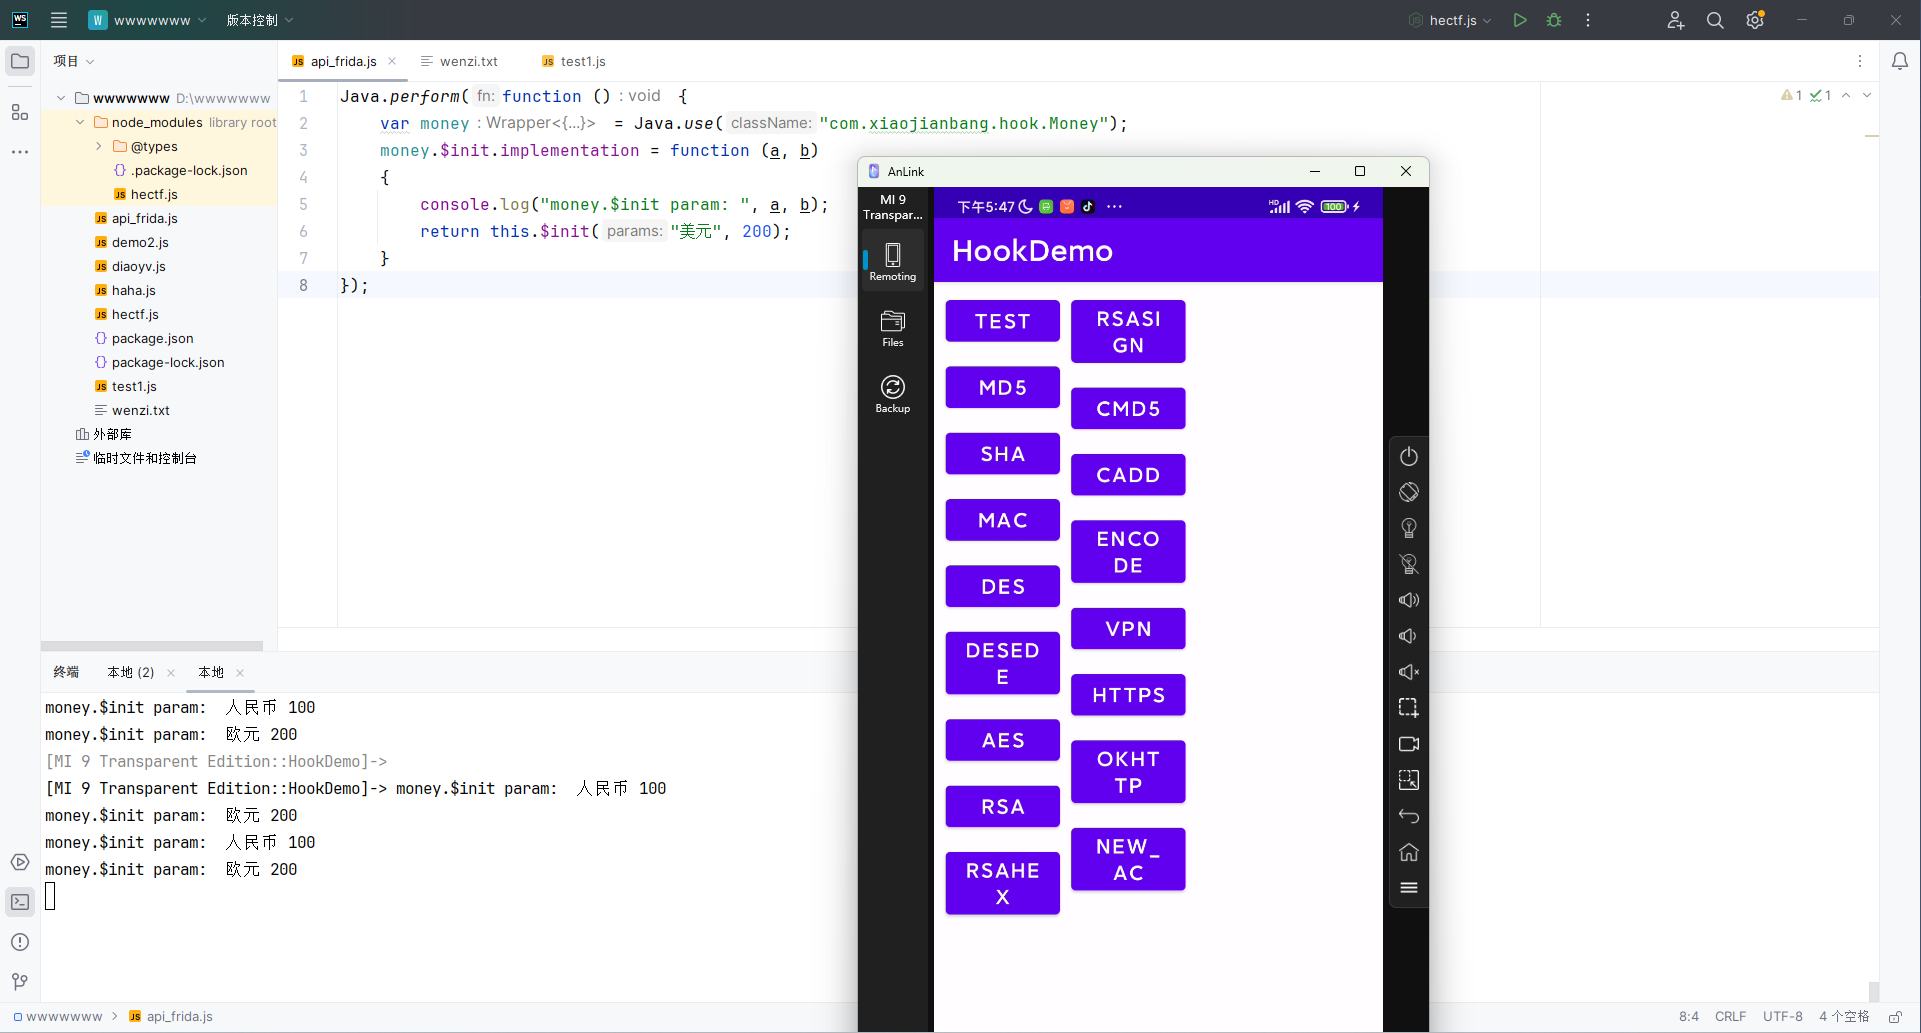 WS
W
wwwwwww
版本控制
hectf.js
项目
wwwwwww D:\wwwwwww
node_modules library root
@types
.package-lock.json
hectf.js
api_frida.js
demo2.js
diaoyv.js
haha.js
hectf.js
package.json
package-lock.json
test1.js
wenzi.txt
外部库
临时文件和控制台
api_frida.js
wenzi.txt
test1.js
1
2
3
4
5
6
7
8
Java.perform( fn: function () : void {
var money : Wrapper<{...}> = Java.use( className: "com.xiaojianbang.hook.Money");
money.$init.implementation = function (a, b)
{
console.log("money.$init param: ", a, b);
return this.$init( params: "美元", 200);
}
});
1 1
AnLink
MI 9
Transpar...
Remoting
Files
Backup
下午5:47
HD 100
HookDemo
TEST
MD5
SHA
MAC
DES
DESED
E
AES
RSA
RSAHE
X
RSASI
GN
CMD5
CADD
ENCO
DE
VPN
HTTPS
OKHT
TP
NEW_
AC
终端
本地 (2)
本地
money.$init param:  人民币 100
money.$init param:  欧元 200
[MI 9 Transparent Edition::HookDemo]->
[MI 9 Transparent Edition::HookDemo]-> money.$init param:  人民币 100
money.$init param:  欧元 200
money.$init param:  人民币 100
money.$init param:  欧元 200
wwwwwww
api_frida.js
8:4
CRLF
UTF-8
4 个空格